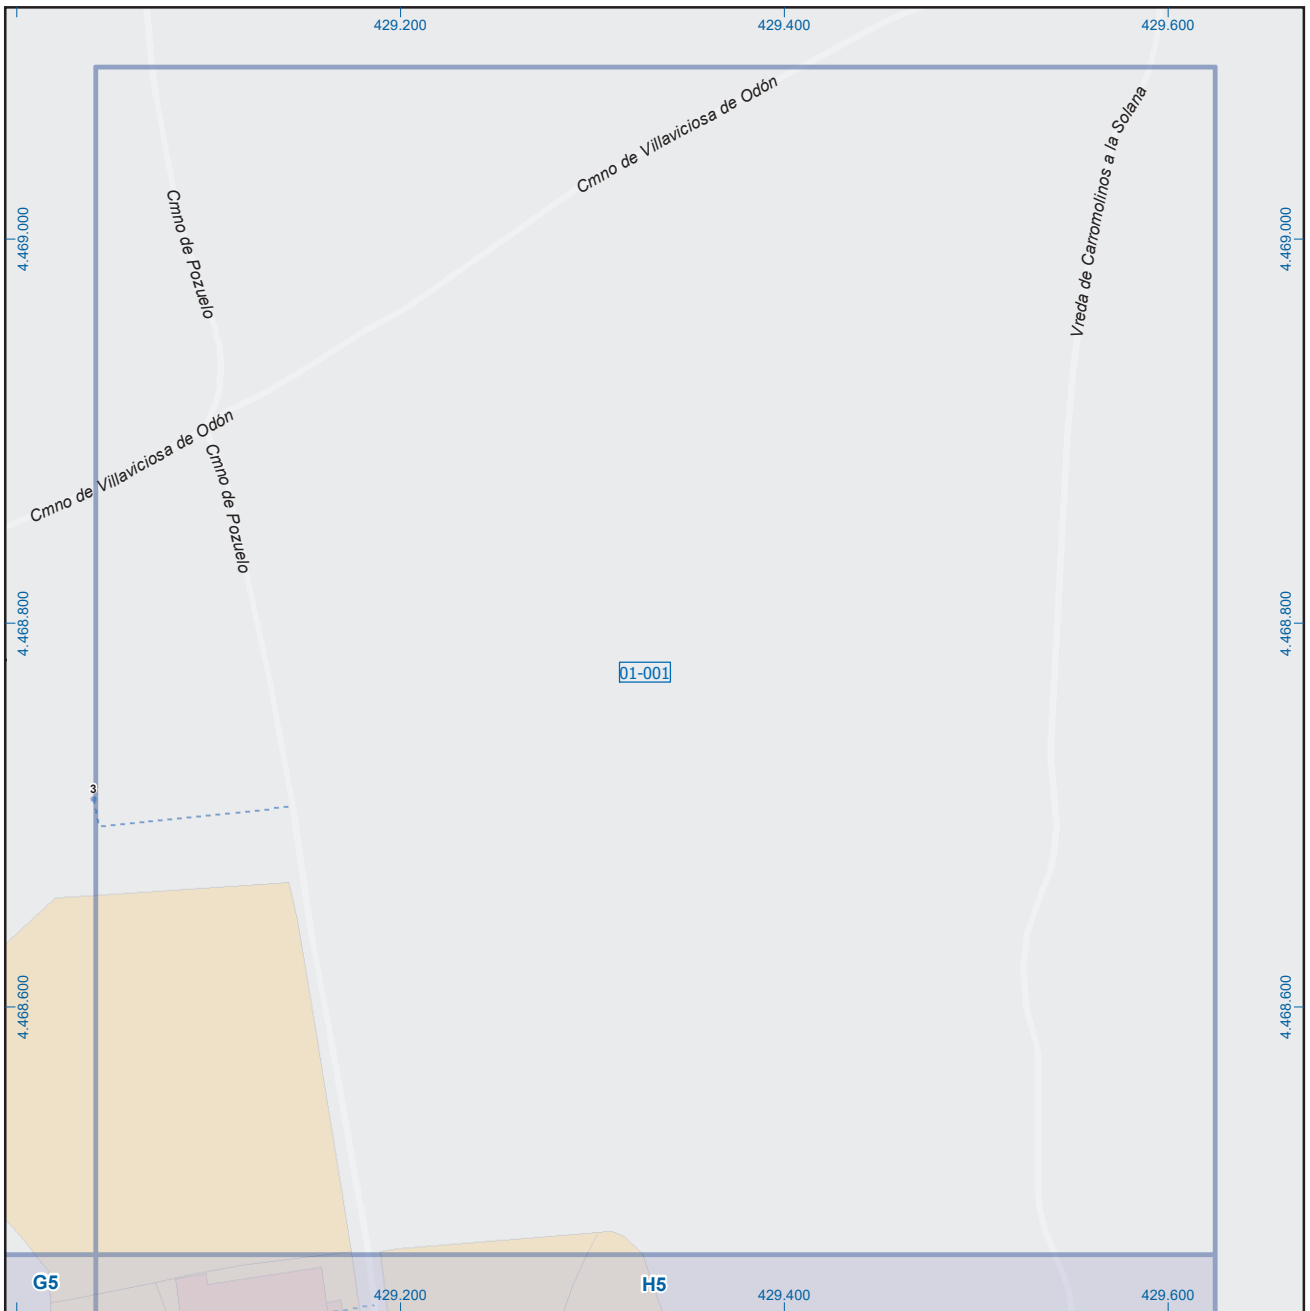 429.200
429.400
429.600
Cmno de Villaviciosa de Odón
Vreda de Carromolinos a la Solana
Cmno de Pozuelo
4.469.000
4.469.000
Cmno de Villaviciosa de Odón
Cmno de Pozuelo
4.468.800
4.468.800
01-001
3
4.468.600
4.468.600
G5
H5
429.200
429.400
429.600